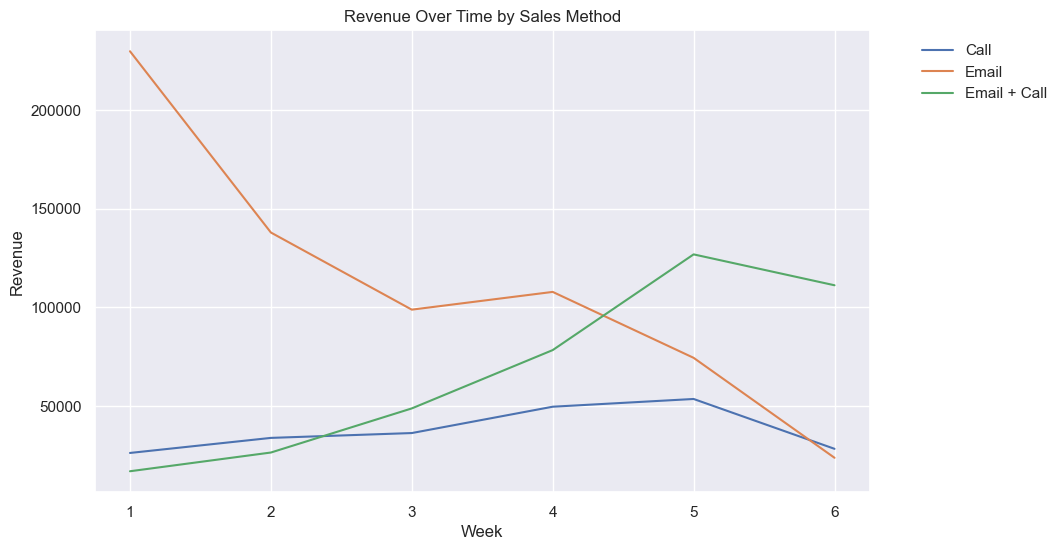 Revenue Over Time by Sales Method
Call
Email
Email + Call
Revenue
200000
150000
100000
50000
1 2 3 4 5 6
Week